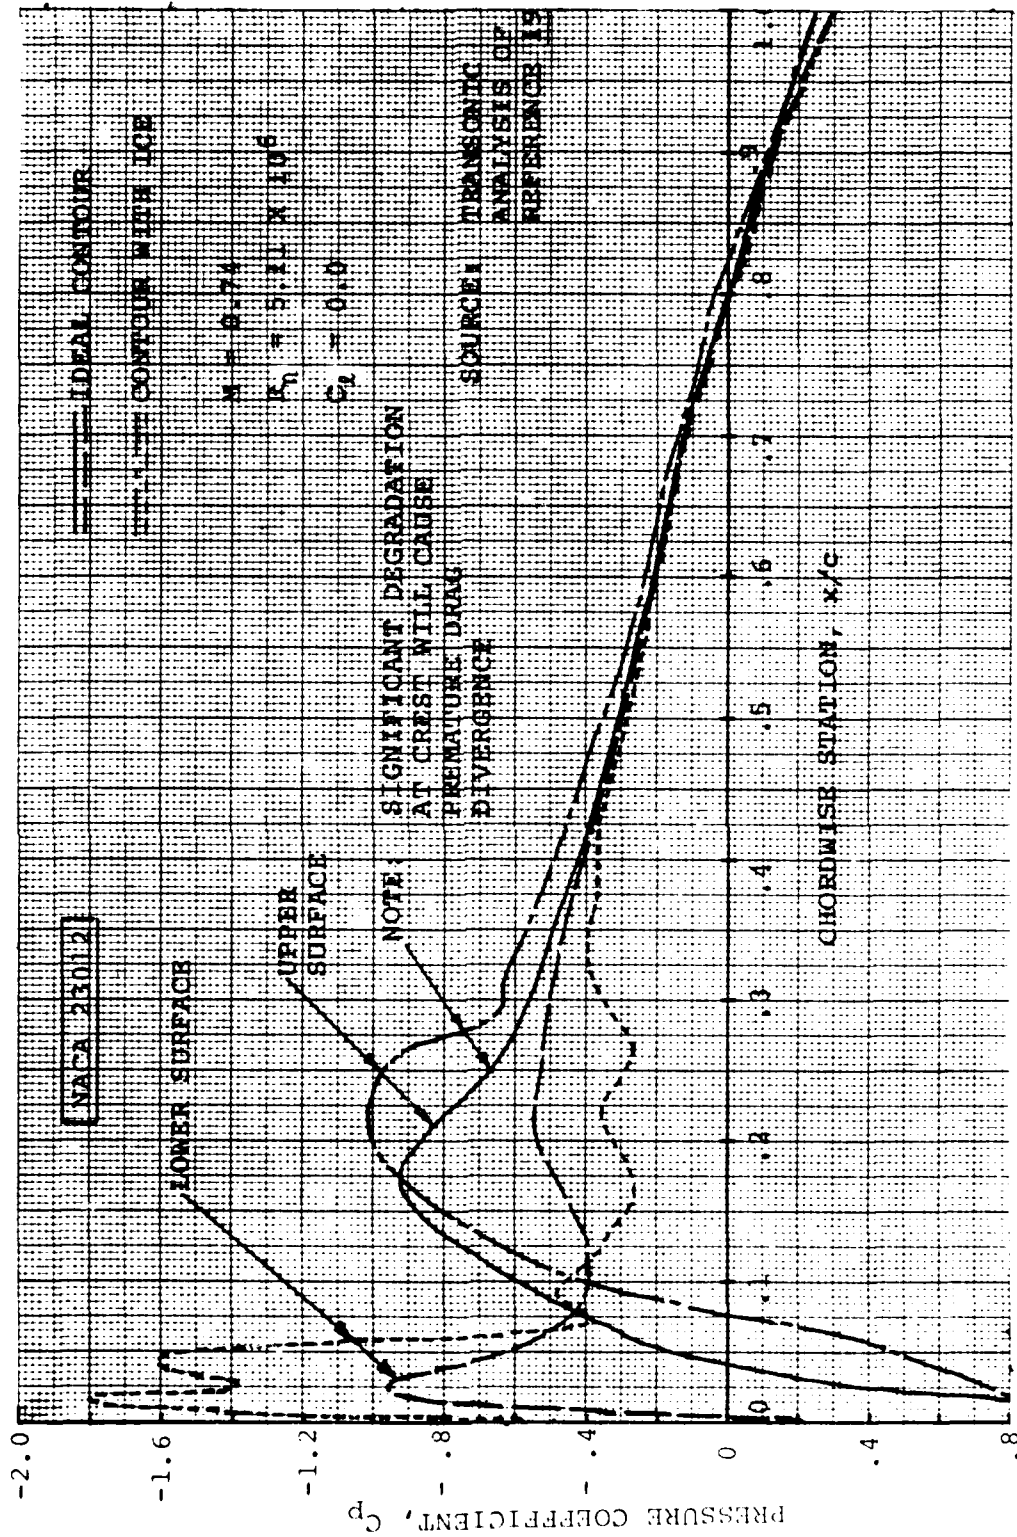 NACA 23012
IDEAL CONTOUR
CONTOUR WITH ICE
M = 0.74
Rη = 5.11 X 10⁶
Cℓ = 0.0
LOWER SURFACE
UPPER
SURFACE
NOTE: SIGNIFICANT DEGRADATION
AT CREST WILL CAUSE
PREMATURE DRAG
DIVERGENCE
SOURCE: TRANSONIC
ANALYSIS OF
REFERENCE 19
PRESSURE COEFFFICIENT, Cp
-2.0
-1.6
-1.2
-.8
-.4
0
.4
.8
0 .1 .2 .3 .4 .5 .6 .7 .8 .9 1.
CHORDWISE STATION, x/c